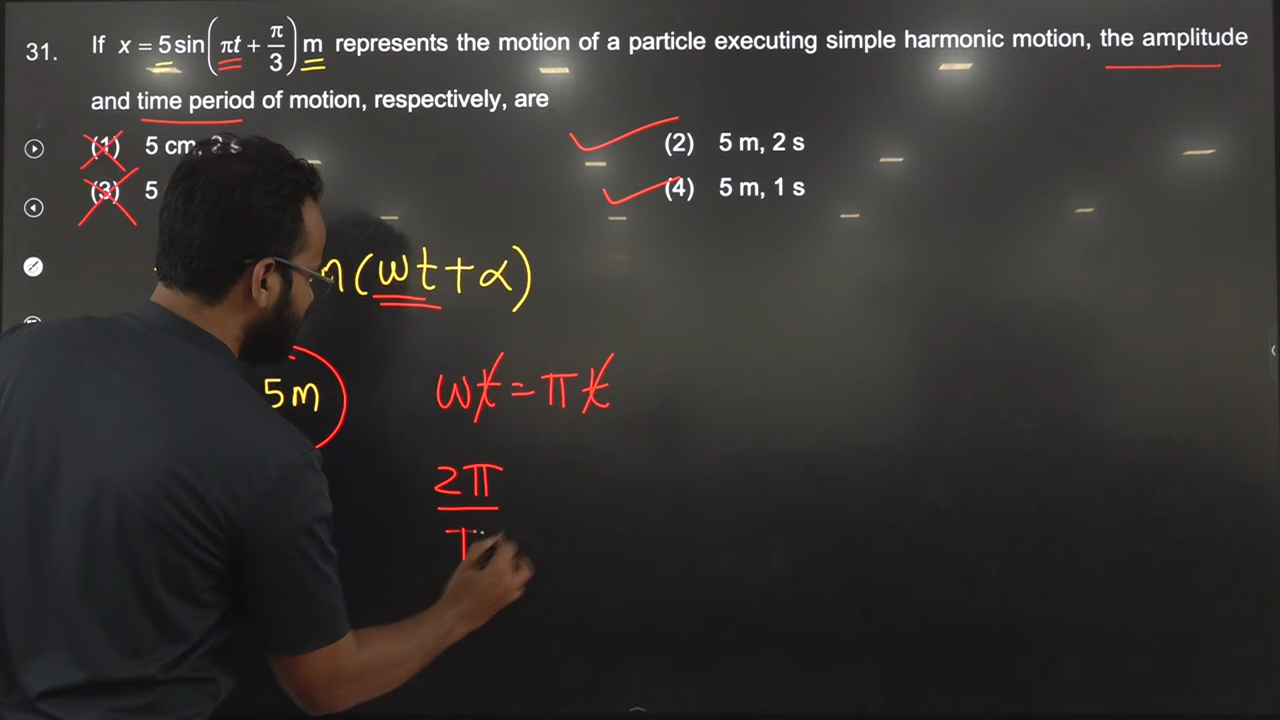 31. If x = 5 sin(πt + π/3) m represents the motion of a particle executing simple harmonic motion, the amplitude
and time period of motion, respectively, are
(1) 5 cm, 2 s (2) 5 m, 2 s
(3) 5 (4) 5 m, 1 s
(ωt + α)
5m ωt = πt
2π
T